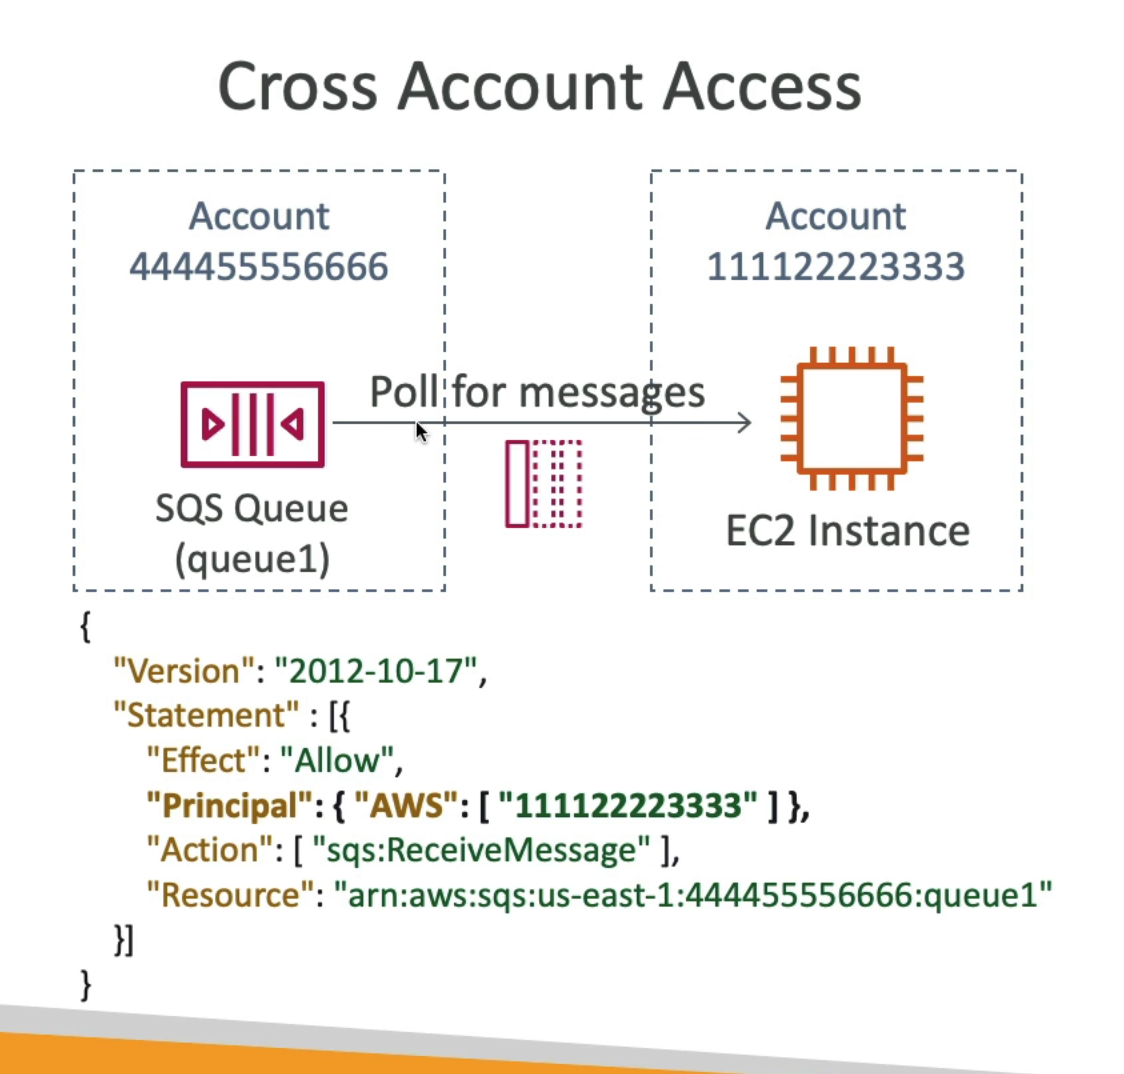 Cross Account Access
Account
444455556666
Account
111122223333
Poll for messages
SQS Queue
(queue1)
EC2 Instance
{
"Version": "2012-10-17",
"Statement" : [{
"Effect": "Allow",
"Principal": { "AWS": [ "111122223333" ] },
"Action": [ "sqs:ReceiveMessage" ],
"Resource": "arn:aws:sqs:us-east-1:444455556666:queue1"
}]
}